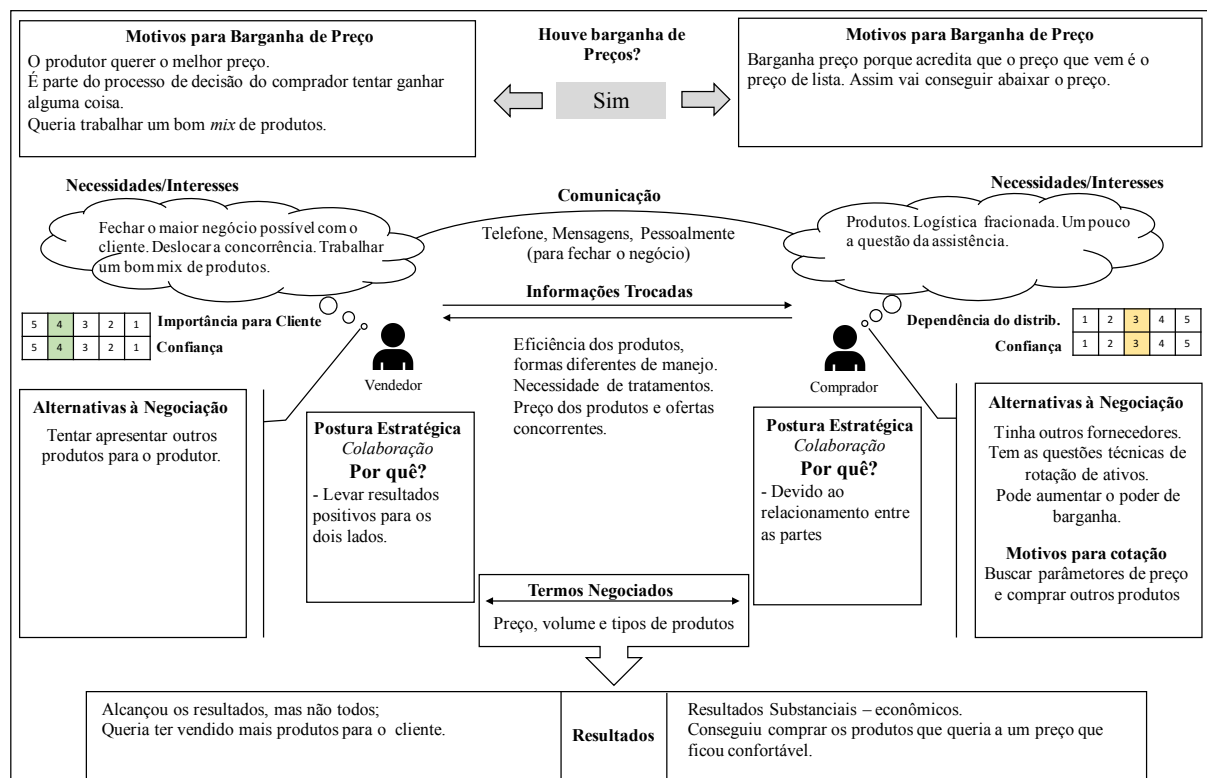 Motivos para Barganha de Preço
O produtor querer o melhor preço.
É parte do processo de decisão do comprador tentar ganhar
alguma coisa.
Queria trabalhar um bom mix de produtos.
Houve barganha de
Preços?
Sim
Motivos para Barganha de Preço
Barganha preço porque acredita que o preço que vem é o
preço de lista. Assim vai conseguir abaixar o preço.
Necessidades/Interesses
Fechar o maior negócio possível com o
cliente. Deslocar a concorrência. Trabalhar
um bom mix de produtos.
Comunicação
Telefone, Mensagens, Pessoalmente
(para fechar o negócio)
Necessidades/Interesses
Produtos. Logística fracionada. Um pouco
a questão da assistência.
Informações Trocadas
Eficiência dos produtos,
formas diferentes de manejo.
Necessidade de tratamentos.
Preço dos produtos e ofertas
concorrentes.
5 4 3 2 1 Importância para Cliente
5 4 3 2 1 Confiança
Vendedor
Dependência do distrib. 1 2 3 4 5
Confiança 1 2 3 4 5
Comprador
Alternativas à Negociação
Tentar apresentar outros
produtos para o produtor.
Postura Estratégica
Colaboração
Por quê?
- Levar resultados
positivos para os
dois lados.
Postura Estratégica
Colaboração
Por quê?
- Devido ao
relacionamento entre
as partes
Alternativas à Negociação
Tinha outros fornecedores.
Tem as questões técnicas de
rotação de ativos.
Pode aumentar o poder de
barganha.
Motivos para cotação
Buscar parâmetores de preço
e comprar outros produtos
Termos Negociados
Preço, volume e tipos de produtos
Alcançou os resultados, mas não todos;
Queria ter vendido mais produtos para o cliente.
Resultados
Resultados Substanciais – econômicos.
Conseguiu comprar os produtos que queria a um preço que
ficou confortável.